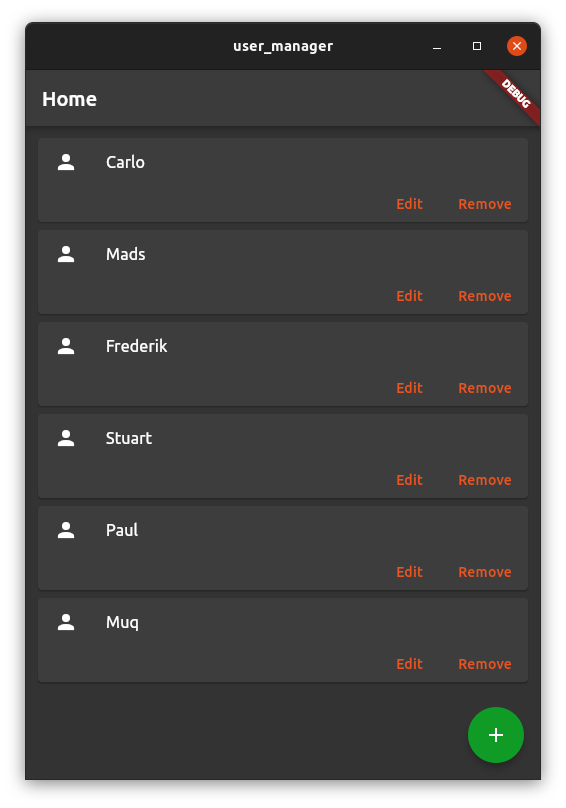 user_manager
Home
DEBUG
Carlo
Edit Remove
Mads
Edit Remove
Frederik
Edit Remove
Stuart
Edit Remove
Paul
Edit Remove
Muq
Edit Remove